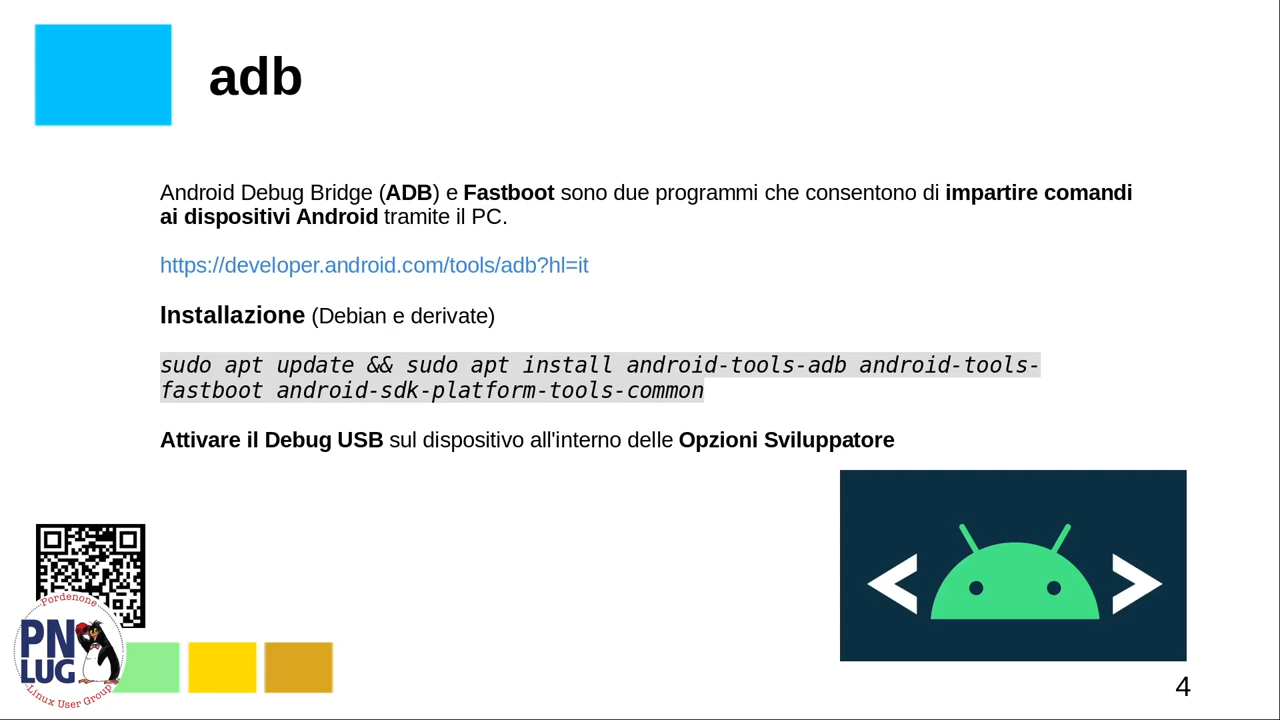 adb
Android Debug Bridge (ADB) e Fastboot sono due programmi che consentono di impartire comandi
ai dispositivi Android tramite il PC.
https://developer.android.com/tools/adb?hl=it
Installazione (Debian e derivate)
sudo apt update && sudo apt install android-tools-adb android-tools-
fastboot android-sdk-platform-tools-common
Attivare il Debug USB sul dispositivo all'interno delle Opzioni Sviluppatore
< >
Pordenone
PN
LUG
Linux User Group
4